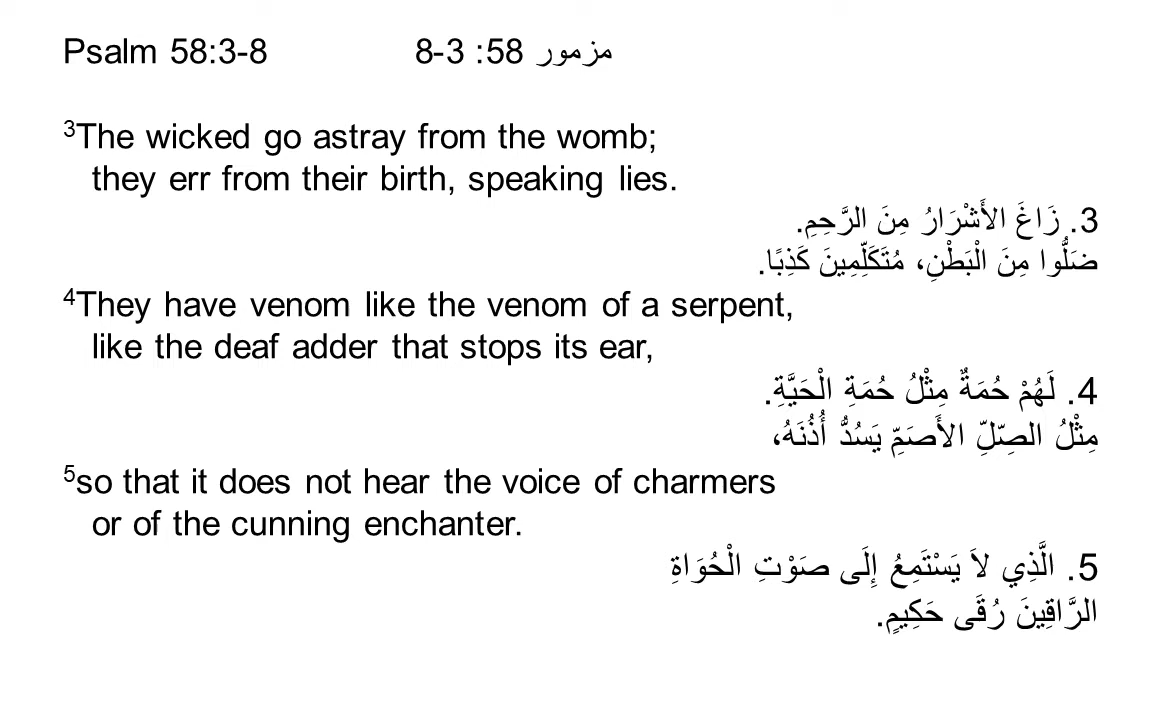 Psalm 58:3-8 مزمور 58: 3-8
³The wicked go astray from the womb;
they err from their birth, speaking lies.
3. زَاغَ الأَشْرَارُ مِنَ الرَّحِمِ.
ضَلُّوا مِنَ الْبَطْنِ، مُتَكَلِّمِينَ كَذِبًا.
⁴They have venom like the venom of a serpent,
like the deaf adder that stops its ear,
4. لَهُمْ حُمَةٌ مِثْلُ حُمَةِ الْحَيَّةِ.
مِثْلُ الصِّلِّ الأَصَمِّ يَسُدُّ أُذُنَهُ،
⁵so that it does not hear the voice of charmers
or of the cunning enchanter.
5. الَّذِي لاَ يَسْتَمِعُ إِلَى صَوْتِ الْحُوَاةِ
الرَّاقِينَ رُقَى حَكِيمٍ.